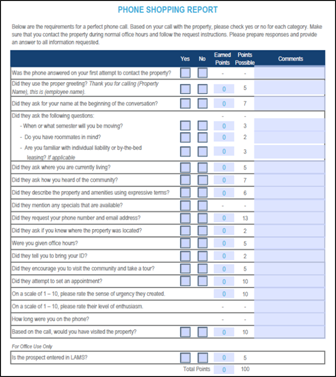 PHONE SHOPPING REPORT
Below are the requirements for a perfect phone call. Based on your call with the property, please check yes or no for each category. Make
sure that you contact the property during normal office hours and follow the request instructions. Please prepare responses and provide
an answer to all information requested.
Yes No Earned Points Points Possible Comments
Was the phone answered on your first attempt to contact the property? - -
Did they use the proper greeting? Thank you for calling (Property
Name), this is (employee name). 0 5
Did they ask for your name at the beginning of the conversation? 0 7
Did they ask the following questions:
- When or what semester will you be moving? 0 3
- Do you have roommates in mind? 0 2
- Are you familiar with individual liability or by-the-bed
leasing? If applicable 0 3
Did they ask where you are currently living? 0 5
Did they ask how you heard of the community? 0 7
Did they describe the property and amenities using expressive terms? 0 6
Did they mention any specials that are available? - -
Did they request your phone number and email address? 0 13
Did they ask if you knew where the property was located? 0 2
Were you given office hours? 0 5
Did they tell you to bring your ID? 0 2
Did they encourage you to visit the community and take a tour? 0 5
Did they attempt to set an appointment? 0 10
On a scale of 1 – 10, please rate the sense of urgency they created. 0 10
On a scale of 1 – 10, please rate their level of enthusiasm. - -
How long were you on the phone? - -
Based on the call, would you have visited the property? 0 10
For Office Use Only
Is the prospect entered in LAMS? 0 5
Total Points 0 100